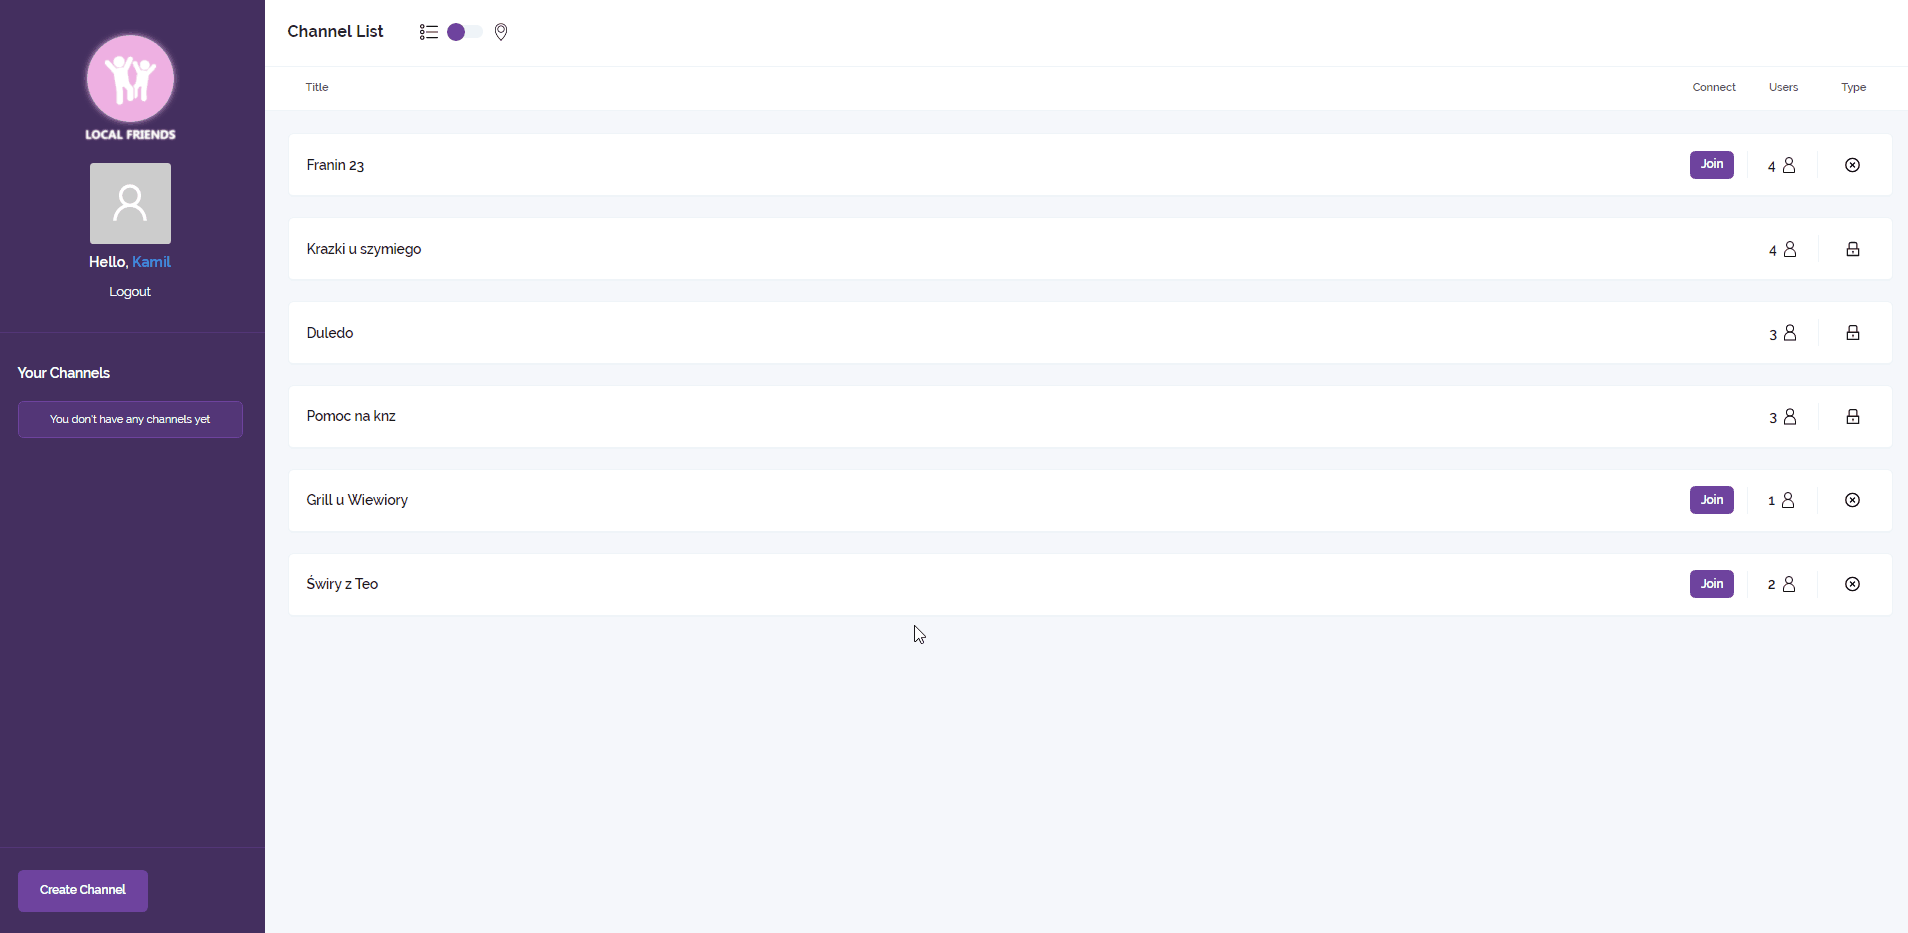 LOCAL FRIENDS
Hello, Kamil
Logout
Your Channels
You don't have any channels yet
Create Channel
Channel List
Title Connect Users Type
Franin 23 Join 4
Krazki u szymiego 4
Duledo 3
Pomoc na knz 3
Grill u Wiewiory Join 1
Świry z Teo Join 2